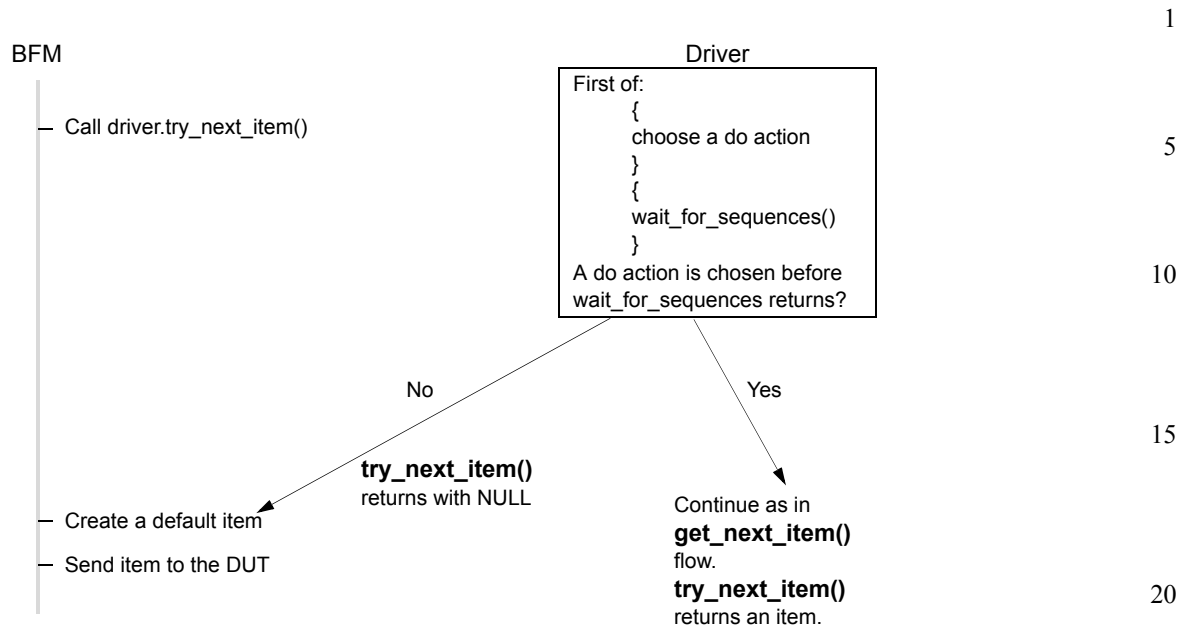 1
BFM
Driver
First of:
{
Call driver.try_next_item()
choose a do action
5
}
{
wait_for_sequences()
}
A do action is chosen before
10
wait_for_sequences returns?
No
Yes
15
try_next_item()
returns with NULL
Continue as in
Create a default item
get_next_item()
flow.
Send item to the DUT
try_next_item()
20
returns an item.